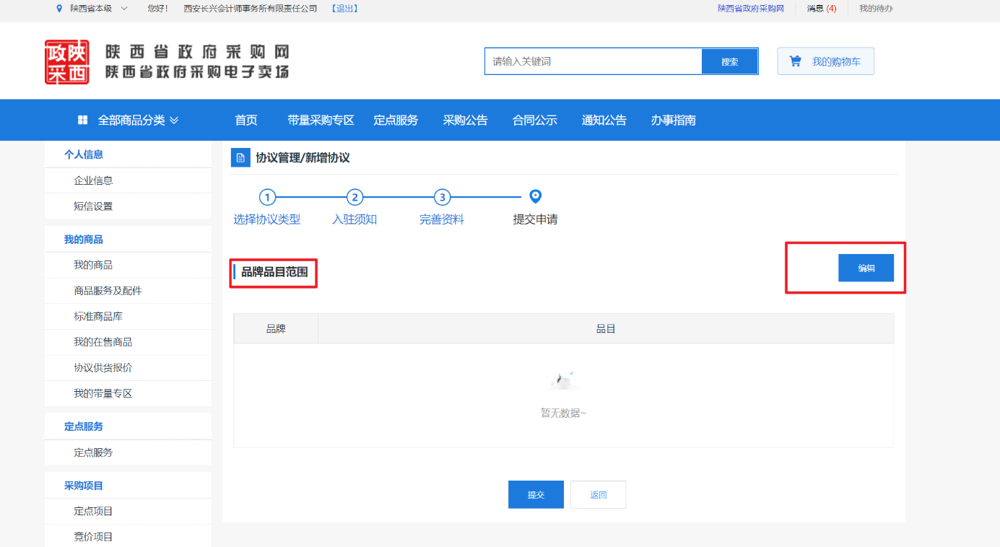 陕西省本级 您好！ 西安长兴会计师事务所有限责任公司 【退出】 陕西省政府采购网 消息 (4) 我的待办
政陕
采西
陕西省政府采购网
陕西省政府采购电子卖场
请输入关键词 搜索 我的购物车
全部商品分类 首页 带量采购专区 定点服务 采购公告 合同公示 通知公告 办事指南
个人信息
企业信息
短信设置
我的商品
我的商品
商品服务及配件
标准商品库
我的在售商品
协议供货报价
我的带量专区
定点服务
定点服务
采购项目
定点项目
竞价项目
协议管理/新增协议
1 2 3
选择协议类型 入驻须知 完善资料 提交申请
品牌品目范围 编辑
品牌 品目
暂无数据~
提交 返回